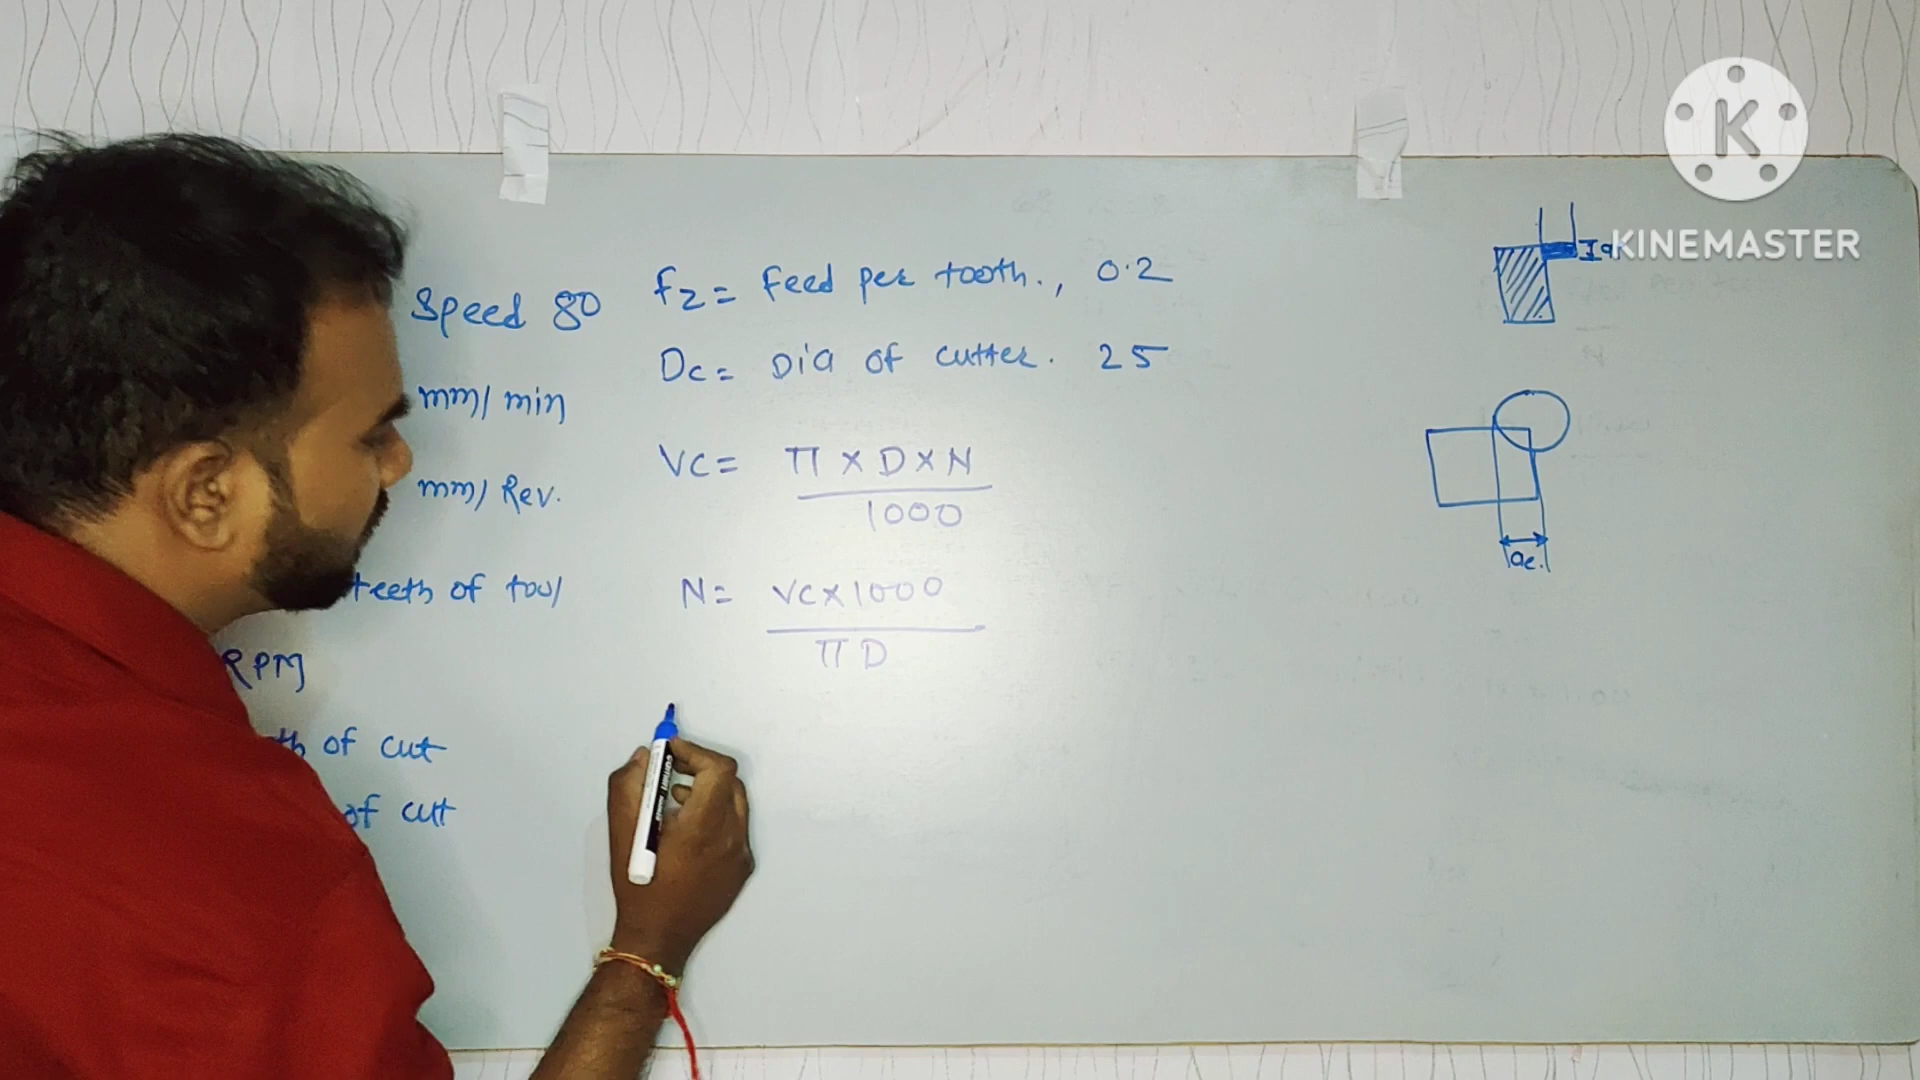 Speed 80
mm/ min
mm/ Rev.
teeth of tool
RPM
th of cut
of cut
fz = feed per tooth., 0.2
Dc = Dia of cutter. 25
Vc = π x D x N
1000
N = Vc x 1000
π D
ae.
K
KINEMASTER
camlin